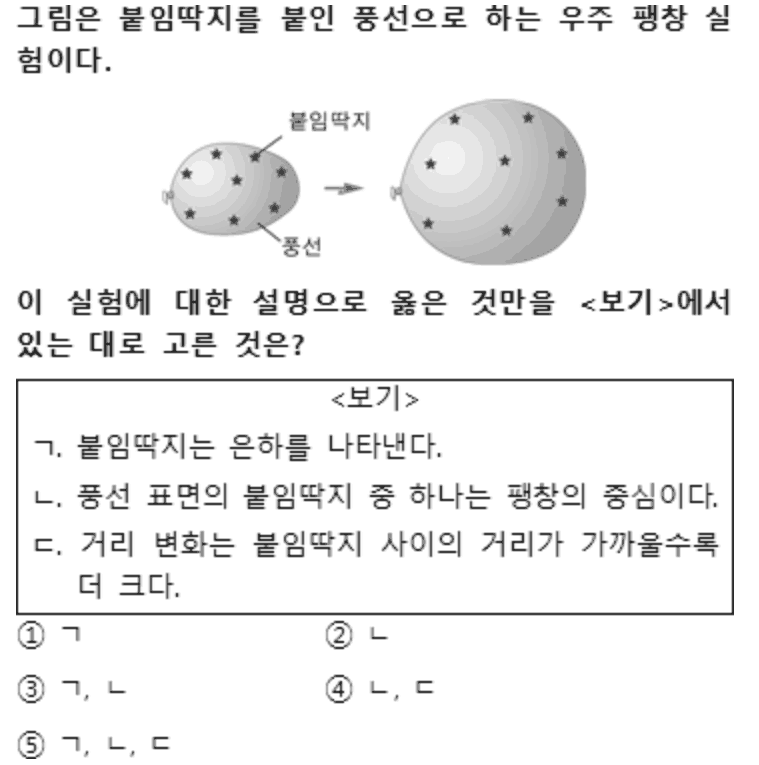 그림은 붙임딱지를 붙인 풍선으로 하는 우주 팽창 실
험이다.
붙임딱지
풍선
이 실험에 대한 설명으로 옳은 것만을 <보기>에서
있는 대로 고른 것은?
<보기>
ㄱ. 붙임딱지는 은하를 나타낸다.
ㄴ. 풍선 표면의 붙임딱지 중 하나는 팽창의 중심이다.
ㄷ. 거리 변화는 붙임딱지 사이의 거리가 가까울수록
더 크다.
① ㄱ ② ㄴ
③ ㄱ, ㄴ ④ ㄴ, ㄷ
⑤ ㄱ, ㄴ, ㄷ